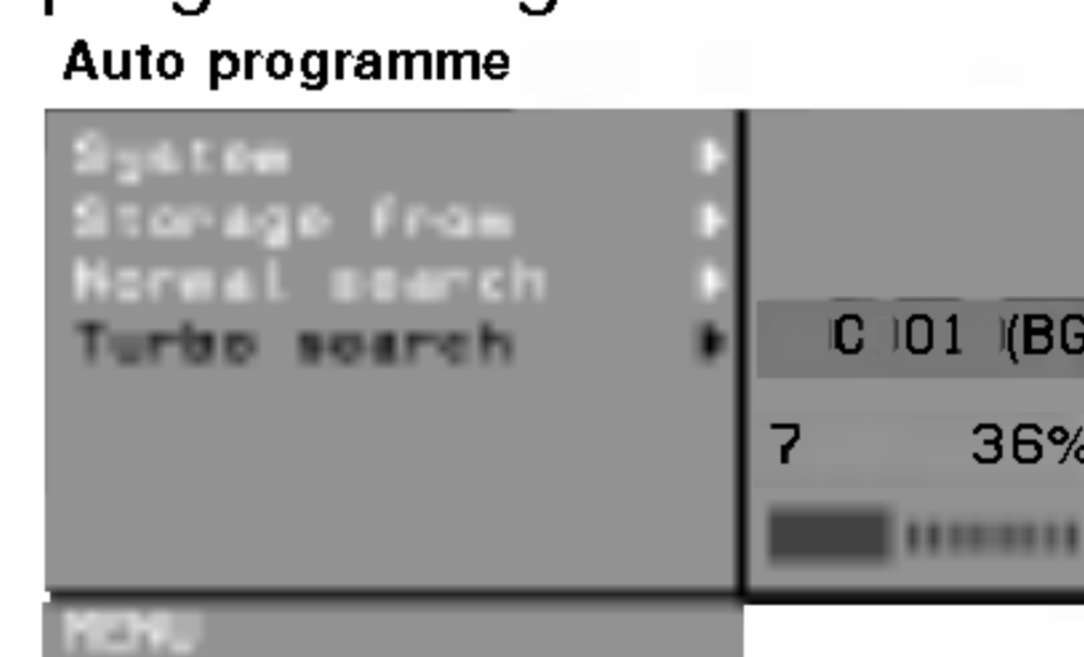 Auto programme
System
Storage from
Normal search
Turbo search
C 01 (BG
7 36%
MENU